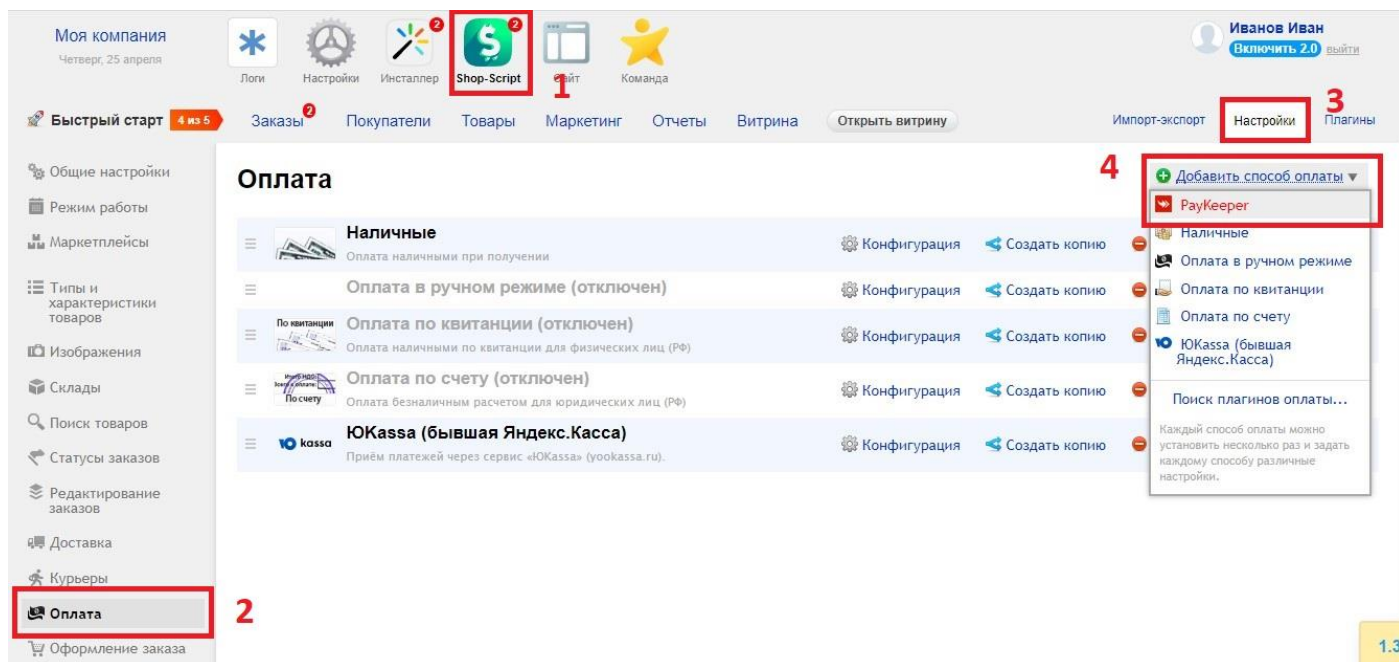 Моя компания
Четверг, 25 апреля
Логи
Настройки
2
Инсталлер
2
Shop-Script
Сайт
Команда
1
Иванов Иван
Включить 2.0 выйти
Быстрый старт 4 из 5
Заказы 2
Покупатели
Товары
Маркетинг
Отчеты
Витрина
Открыть витрину
Импорт-экспорт
Настройки
3
Плагины
Общие настройки
Режим работы
Маркетплейсы
Типы и
характеристики
товаров
Изображения
Склады
Поиск товаров
Статусы заказов
Редактирование
заказов
Доставка
Курьеры
Оплата
2
Оформление заказа
Оплата
4
Добавить способ оплаты ▼
Наличные
Оплата наличными при получении
Конфигурация Создать копию
Оплата в ручном режиме (отключен)
Конфигурация Создать копию
По квитанции
Оплата по квитанции (отключен)
Оплата наличными по квитанции для физических лиц (РФ)
Конфигурация Создать копию
По счету
Оплата по счету (отключен)
Оплата безналичным расчетом для юридических лиц (РФ)
Конфигурация Создать копию
Ю kassa
ЮKassa (бывшая Яндекс.Касса)
Приём платежей через сервис «ЮKassa» (yookassa.ru).
Конфигурация Создать копию
PayKeeper
Наличные
Оплата в ручном режиме
Оплата по квитанции
Оплата по счету
ЮKassa (бывшая
Яндекс.Касса)
Поиск плагинов оплаты...
Каждый способ оплаты можно
установить несколько раз и задать
каждому способу различные
настройки.